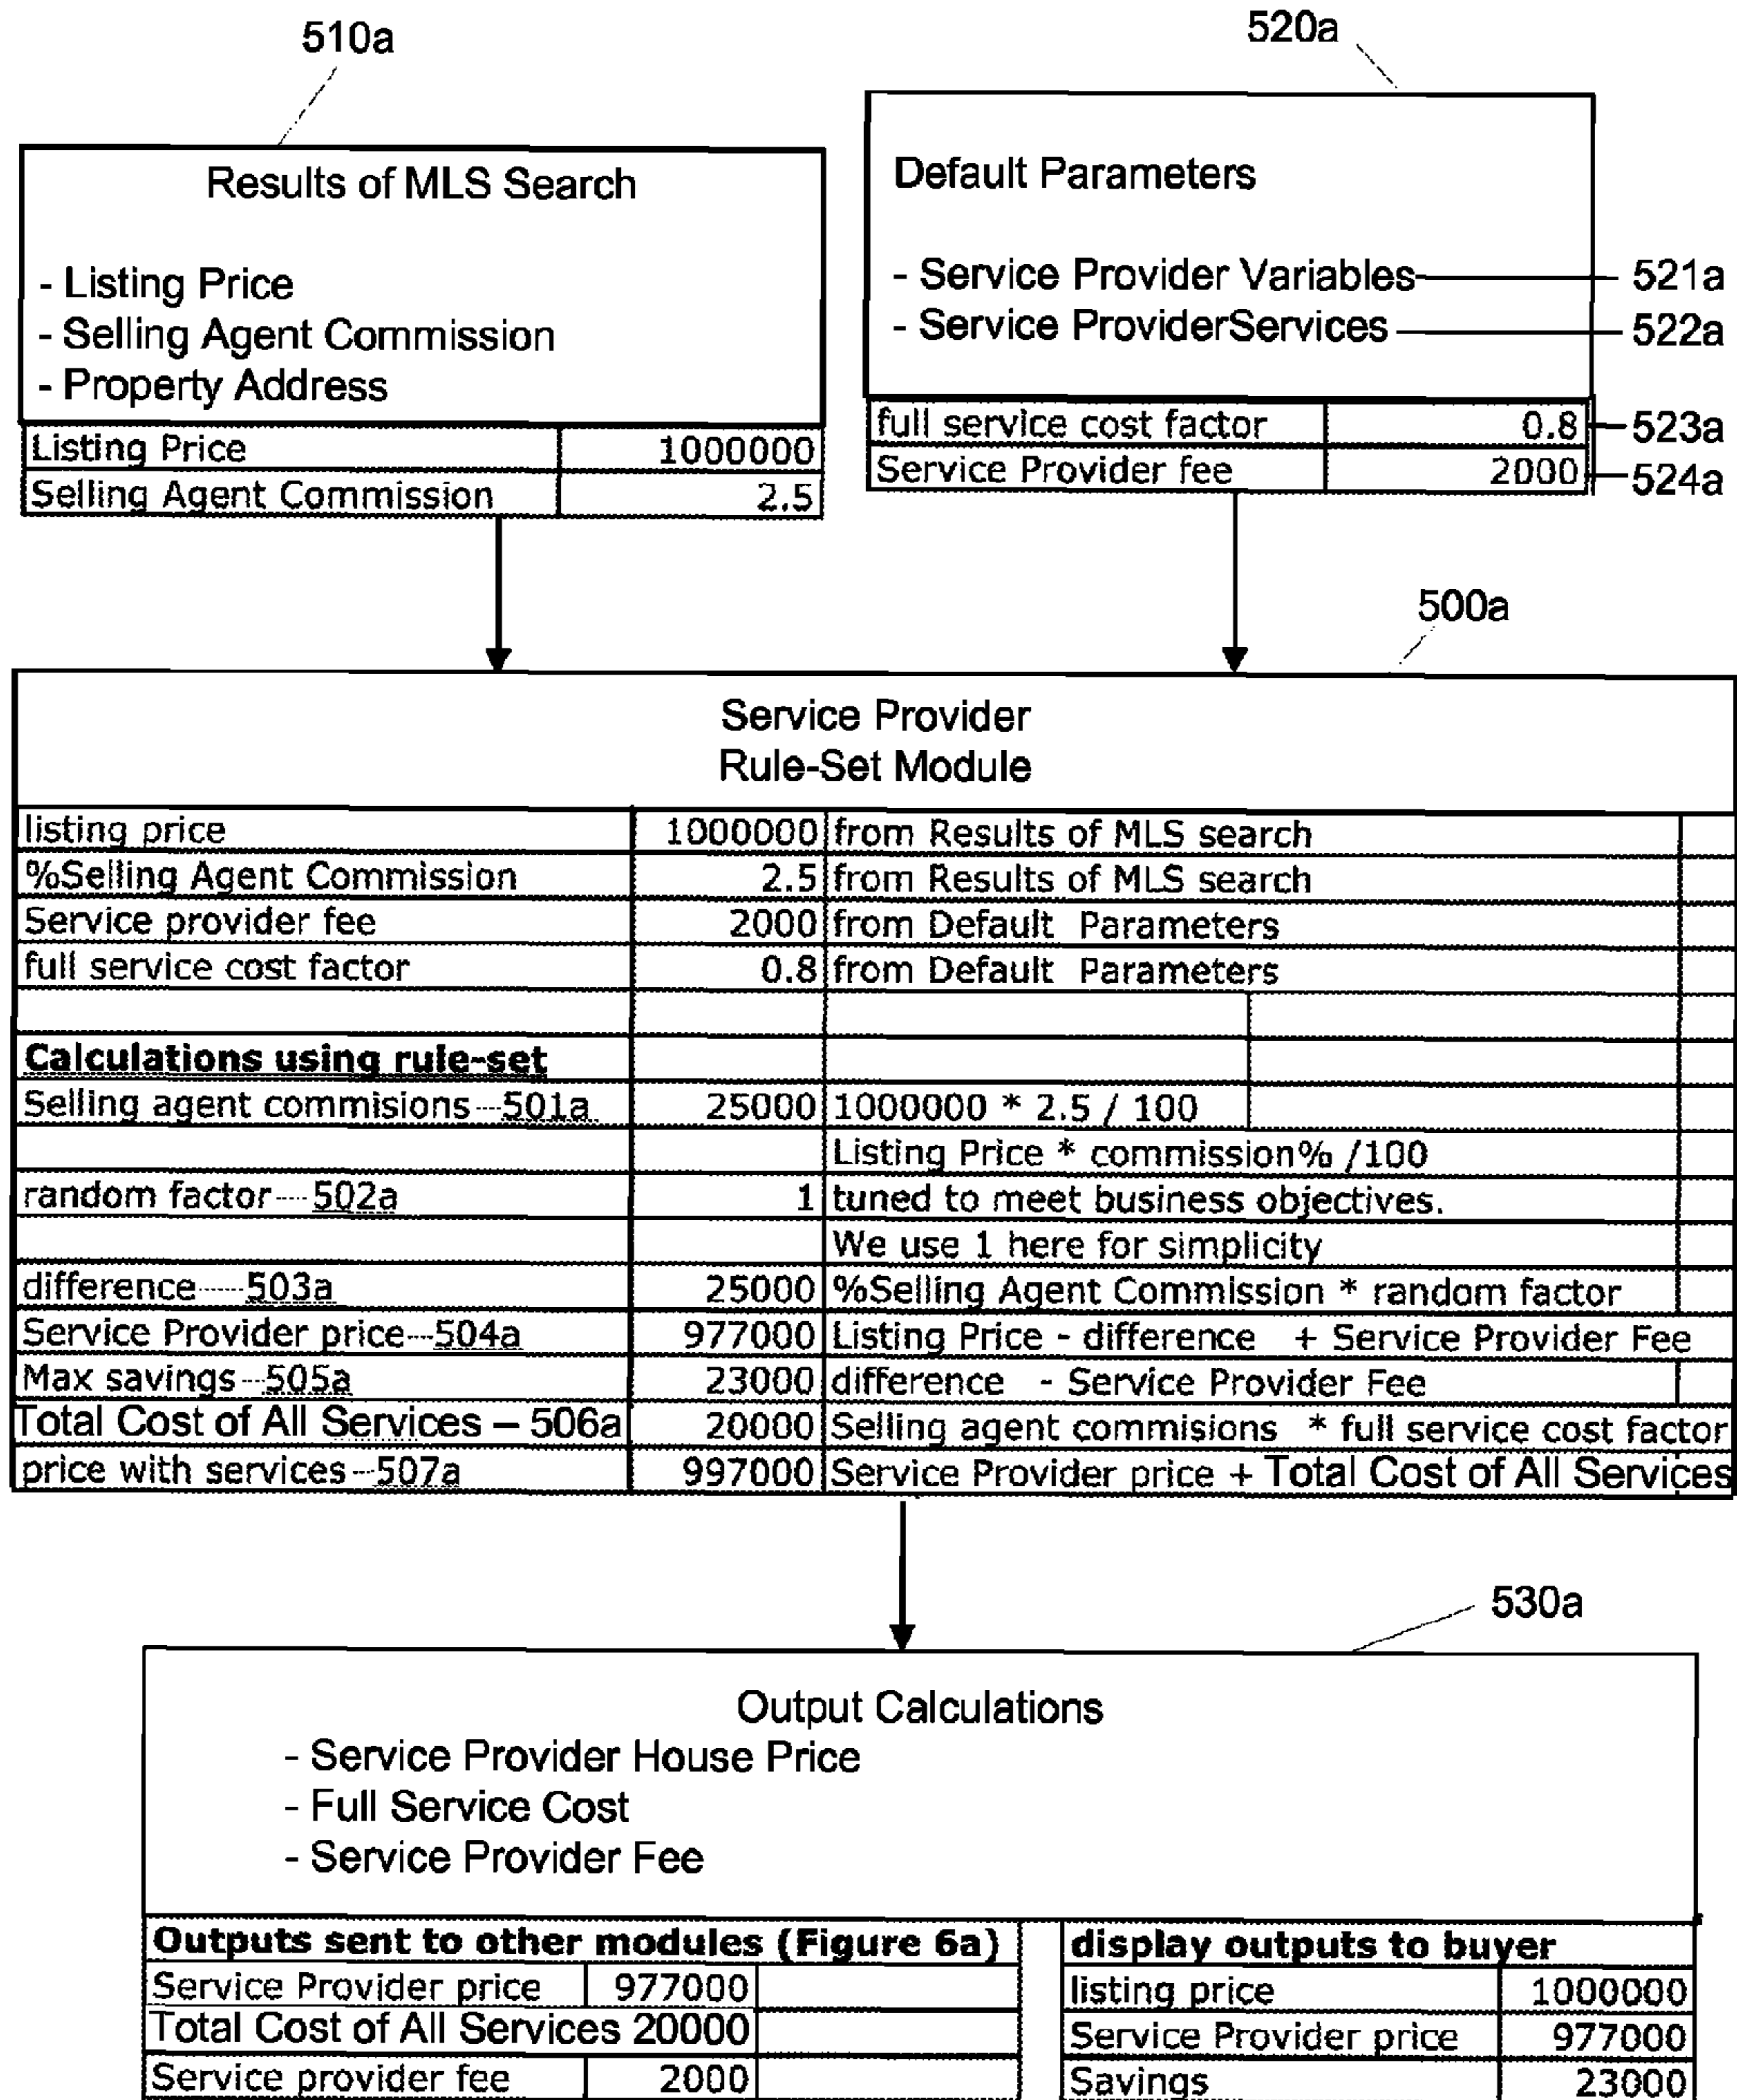 510a
520a
Results of MLS Search
- Listing Price
- Selling Agent Commission
- Property Address
Listing Price 1000000
Selling Agent Commission 2.5
Default Parameters
- Service Provider Variables 521a
- Service ProviderServices 522a
full service cost factor 0.8 523a
Service Provider fee 2000 524a
500a
Service Provider
Rule-Set Module
listing price 1000000 from Results of MLS search
%Selling Agent Commission 2.5 from Results of MLS search
Service provider fee 2000 from Default Parameters
full service cost factor 0.8 from Default Parameters
Calculations using rule-set
Selling agent commisions----501a 25000 1000000 * 2.5 / 100
Listing Price * commission% /100
random factor----502a 1 tuned to meet business objectives.
We use 1 here for simplicity
difference-----503a 25000 %Selling Agent Commission * random factor
Service Provider price---504a 977000 Listing Price - difference + Service Provider Fee
Max savings---505a 23000 difference - Service Provider Fee
Total Cost of All Services – 506a 20000 Selling agent commisions * full service cost factor
price with services---507a 997000 Service Provider price + Total Cost of All Services
530a
Output Calculations
- Service Provider House Price
- Full Service Cost
- Service Provider Fee
Outputs sent to other modules (Figure 6a)
Service Provider price 977000
Total Cost of All Services 20000
Service provider fee 2000
display outputs to buyer
listing price 1000000
Service Provider price 977000
Savings 23000